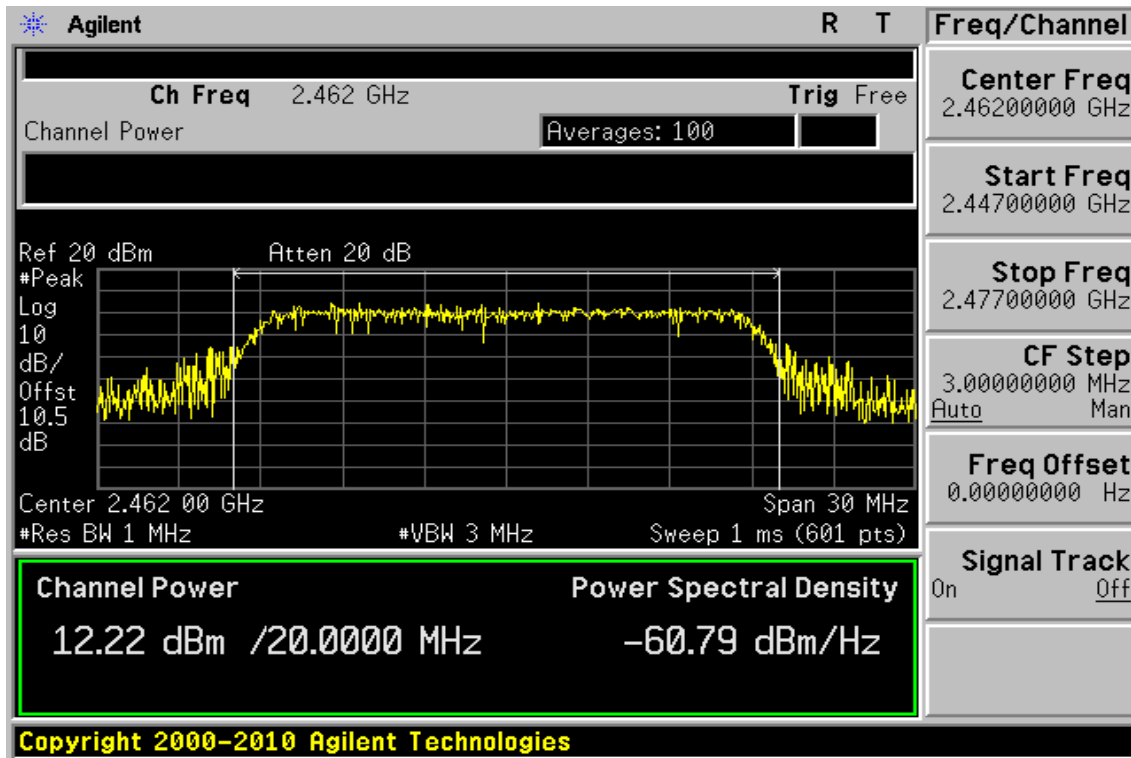 Agilent
R T
Freq/Channel
Ch Freq 2.462 GHz
Trig Free
Channel Power
Averages: 100
Center Freq
2.46200000 GHz
Start Freq
2.44700000 GHz
Stop Freq
2.47700000 GHz
CF Step
3.00000000 MHz
Auto Man
Freq Offset
0.00000000 Hz
Signal Track
On Off
Ref 20 dBm
Atten 20 dB
#Peak
Log
10
dB/
Offst
10.5
dB
Center 2.462 00 GHz
Span 30 MHz
#Res BW 1 MHz
#VBW 3 MHz
Sweep 1 ms (601 pts)
Channel Power
Power Spectral Density
12.22 dBm /20.0000 MHz
-60.79 dBm/Hz
Copyright 2000-2010 Agilent Technologies